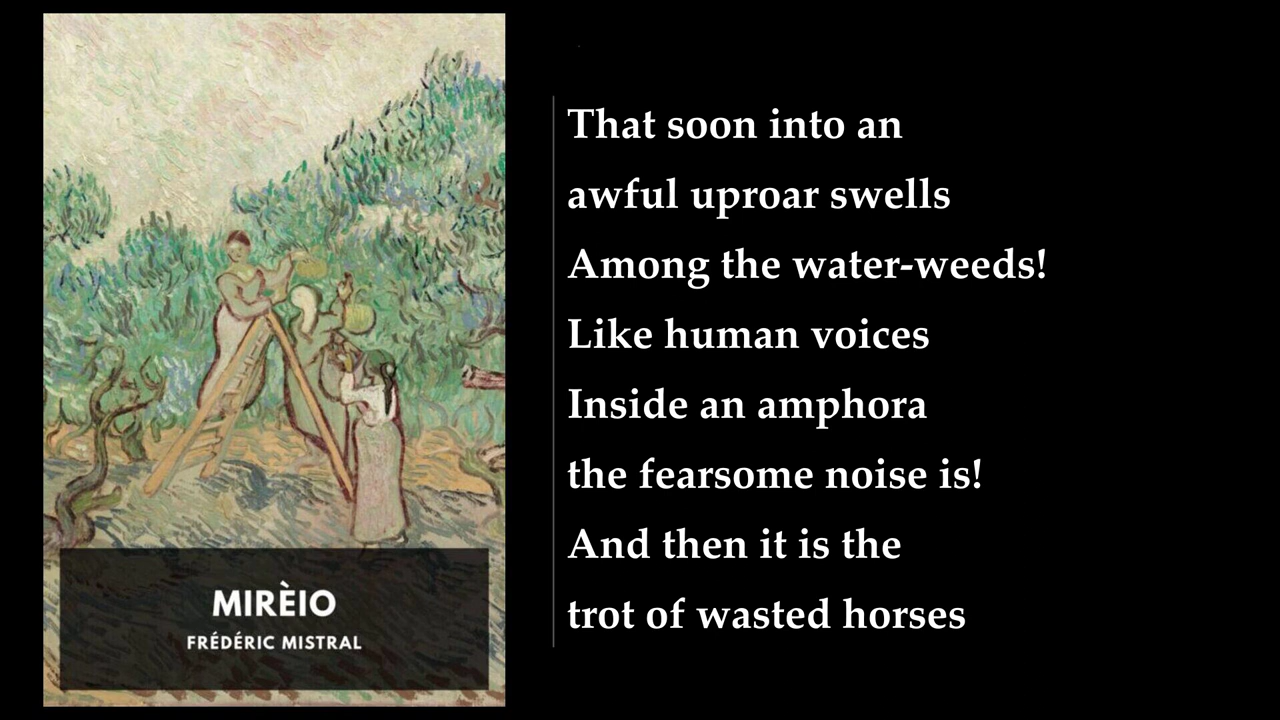 MIRÈIO
FRÉDÉRIC MISTRAL
That soon into an
awful uproar swells
Among the water-weeds!
Like human voices
Inside an amphora
the fearsome noise is!
And then it is the
trot of wasted horses